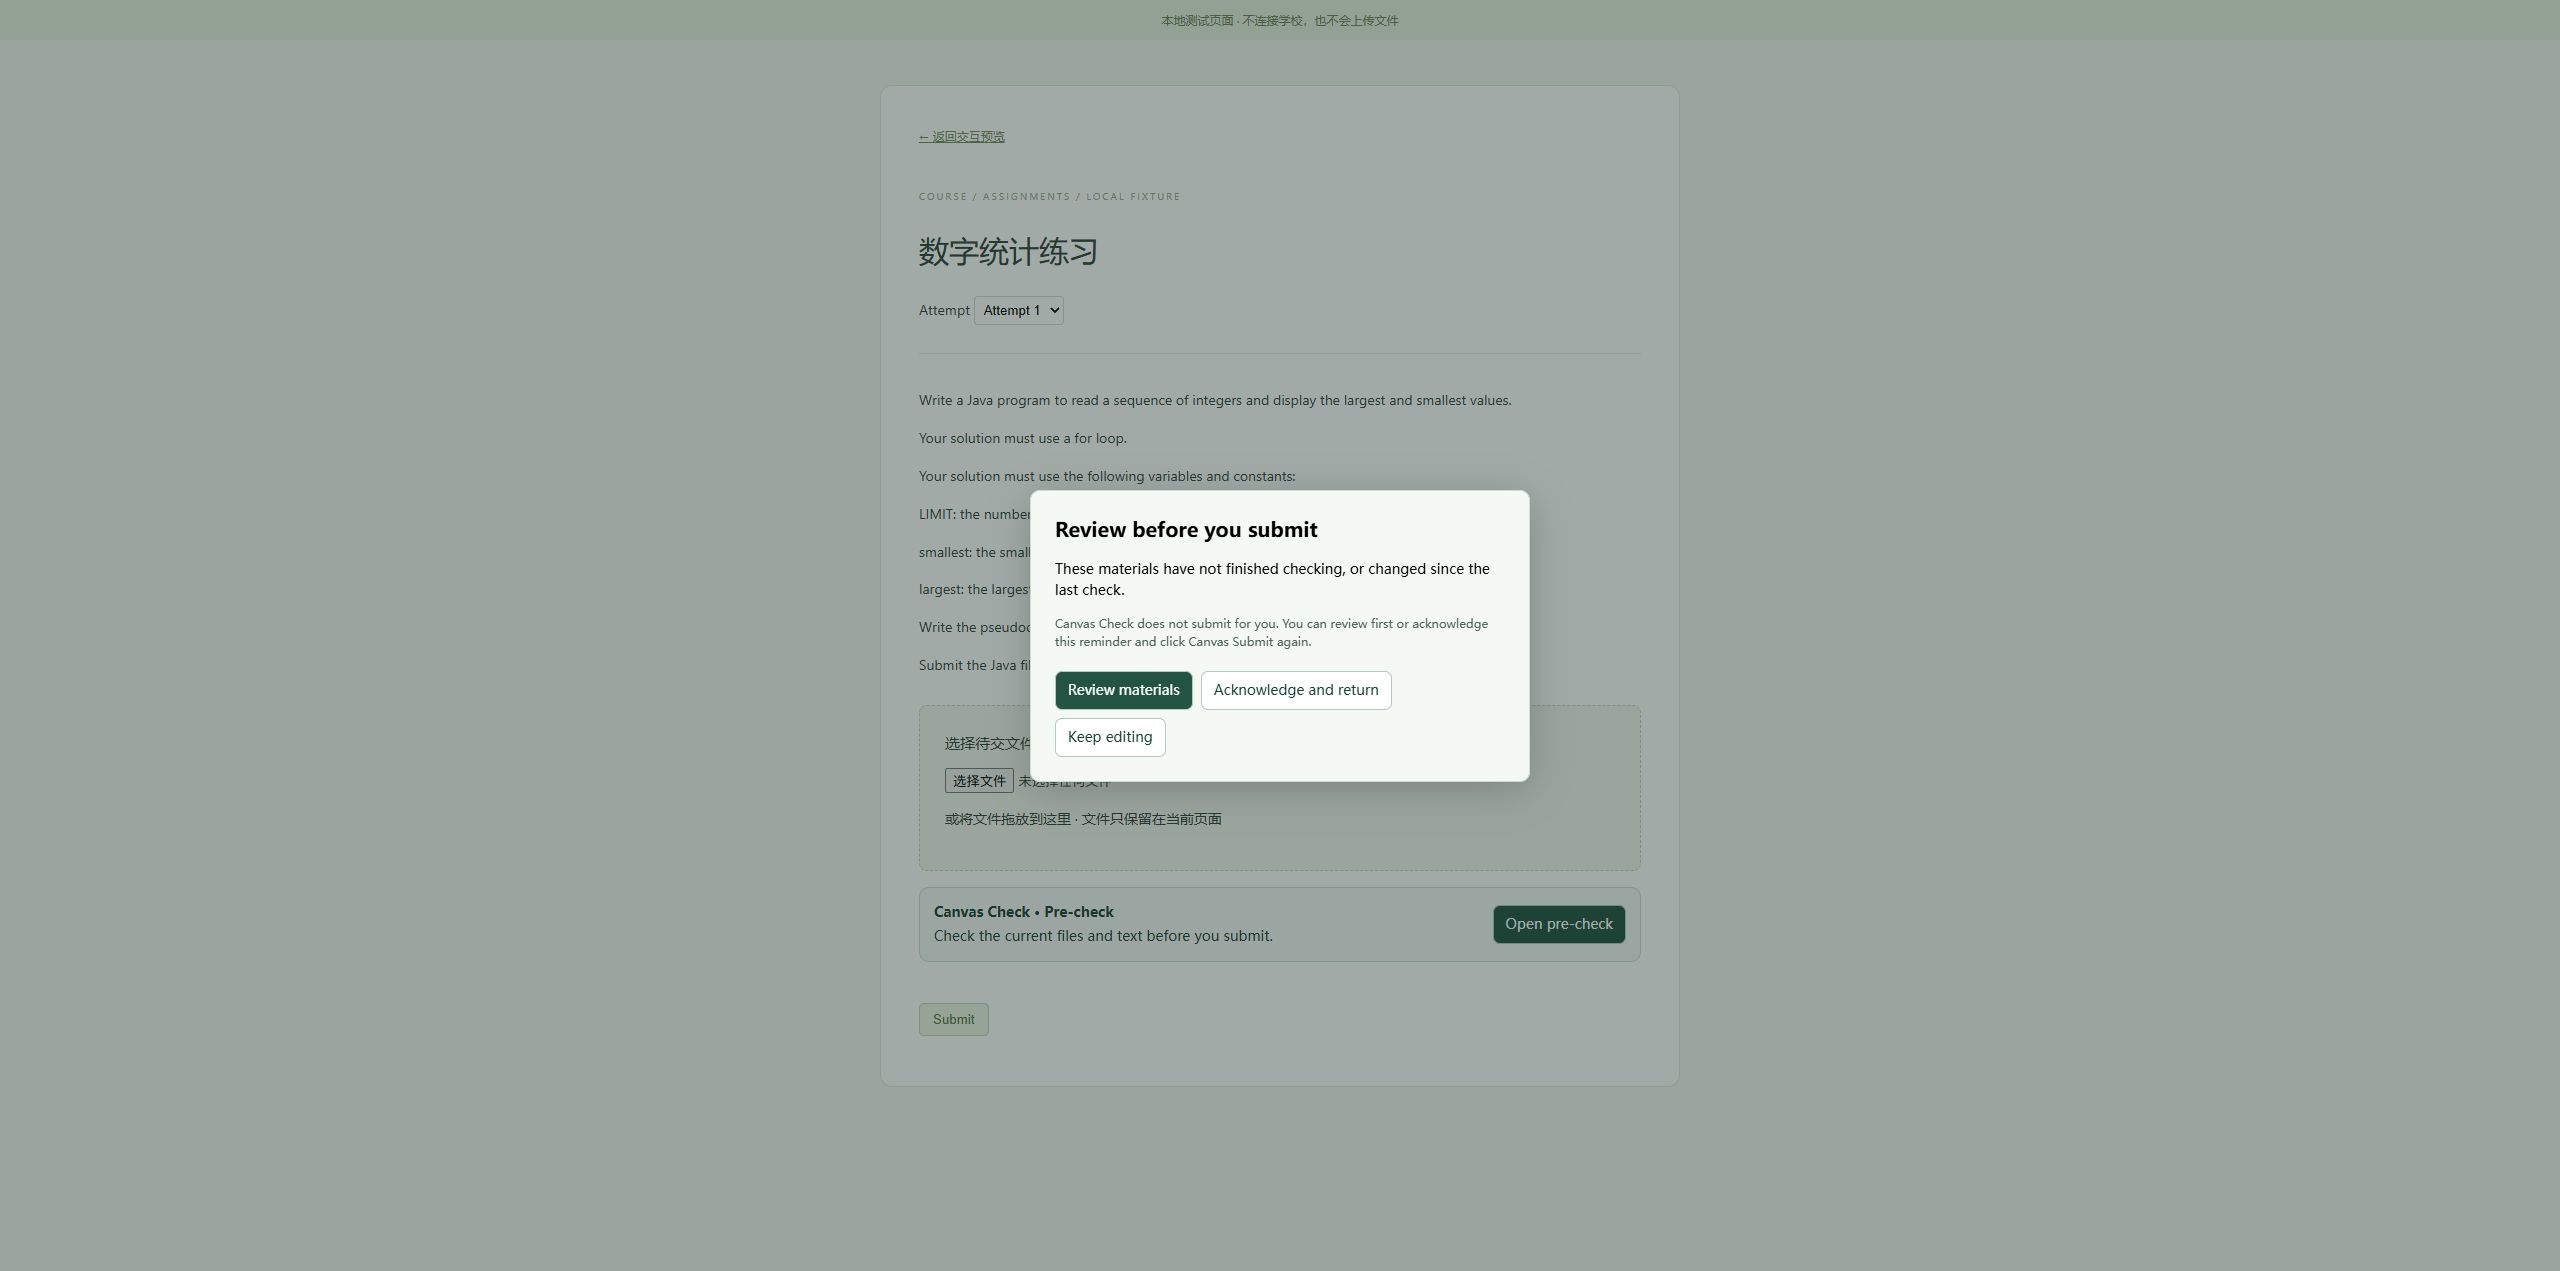 本地测试页面 · 不连接学校，也不会上传文件
← 返回交互预览
COURSE / ASSIGNMENTS / LOCAL FIXTURE
数字统计练习
Attempt Attempt 1
Write a Java program to read a sequence of integers and display the largest and smallest values.
Your solution must use a for loop.
Your solution must use the following variables and constants:
LIMIT: the number
smallest: the small
largest: the largest
Write the pseudoc
Submit the Java fil
Review before you submit
These materials have not finished checking, or changed since the
last check.
Canvas Check does not submit for you. You can review first or acknowledge
this reminder and click Canvas Submit again.
Review materials Acknowledge and return
Keep editing
选择待交文件
选择文件 未选择任何文件
或将文件拖放到这里 · 文件只保留在当前页面
Canvas Check • Pre-check
Check the current files and text before you submit.
Open pre-check
Submit